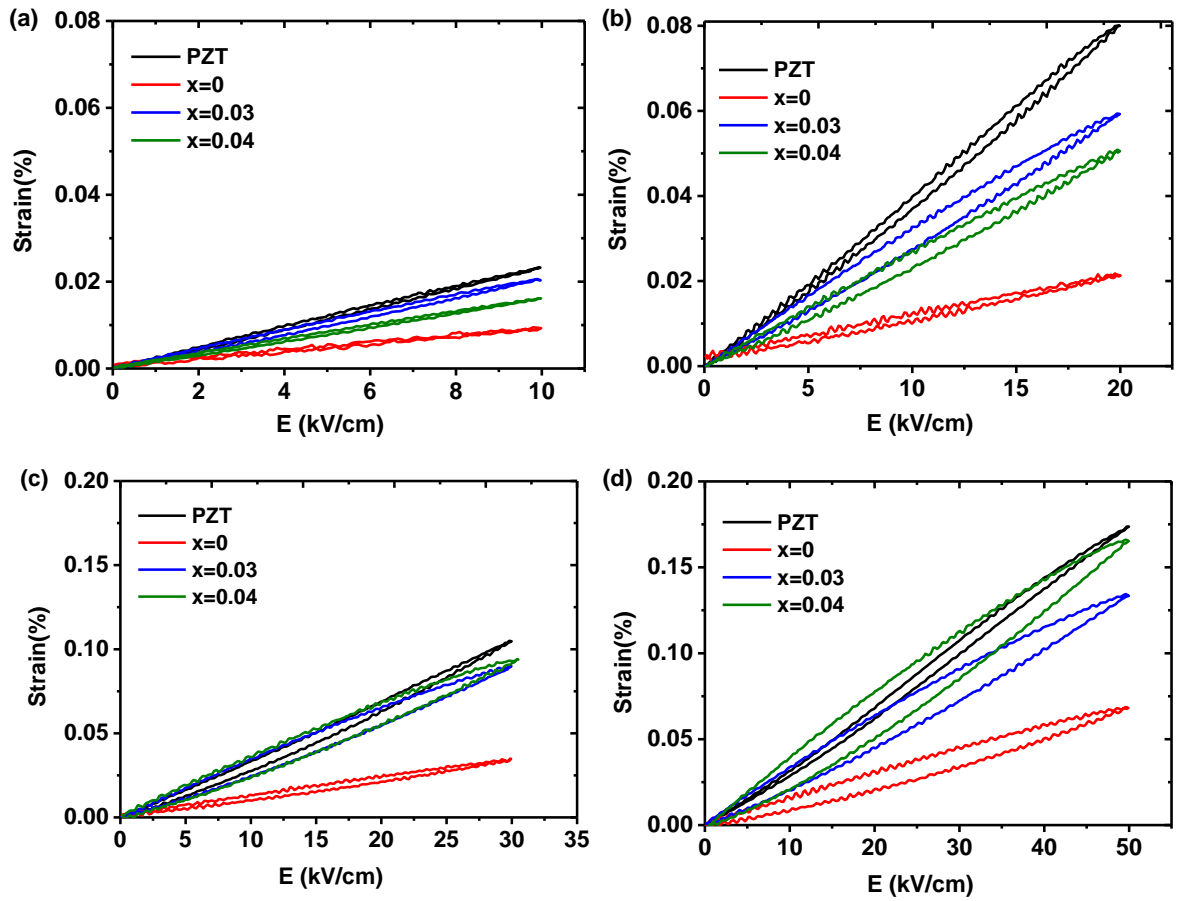 (a)
0.08
0.06
0.04
0.02
0.00
Strain(%)
PZT
x=0
x=0.03
x=0.04
0 2 4 6 8 10
E (kV/cm)
(b)
0.08
0.06
0.04
0.02
0.00
Strain(%)
PZT
x=0
x=0.03
x=0.04
0 5 10 15 20
E (kV/cm)
(c)
0.20
0.15
0.10
0.05
0.00
Strain(%)
PZT
x=0
x=0.03
x=0.04
0 5 10 15 20 25 30 35
E (kV/cm)
(d)
0.20
0.15
0.10
0.05
0.00
Strain(%)
PZT
x=0
x=0.03
x=0.04
0 10 20 30 40 50
E (kV/cm)